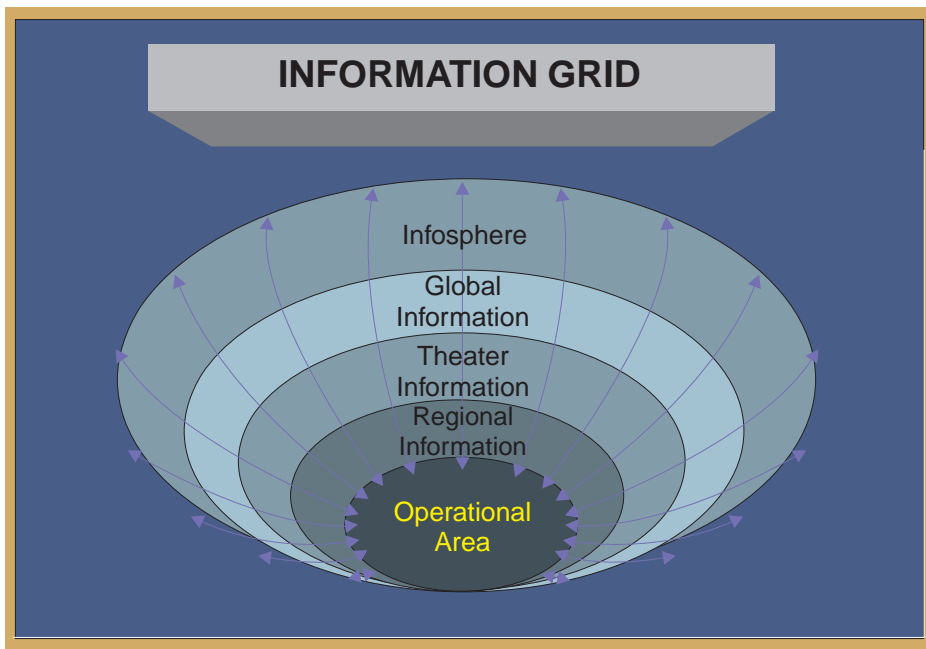 INFORMATION GRID
Infosphere
Global
Information
Theater
Information
Regional
Information
Operational
Area